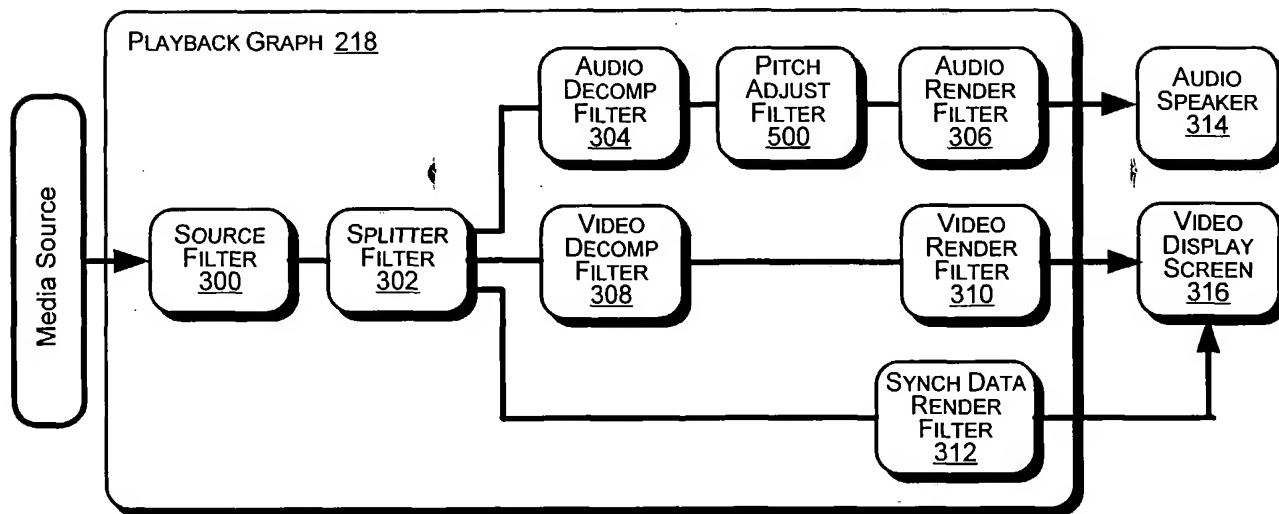 PLAYBACK GRAPH 218
Media Source
SOURCE
FILTER
300
SPLITTER
FILTER
302
AUDIO
DECOMP
FILTER
304
PITCH
ADJUST
FILTER
500
AUDIO
RENDER
FILTER
306
AUDIO
SPEAKER
314
VIDEO
DECOMP
FILTER
308
VIDEO
RENDER
FILTER
310
VIDEO
DISPLAY
SCREEN
316
SYNCH DATA
RENDER
FILTER
312